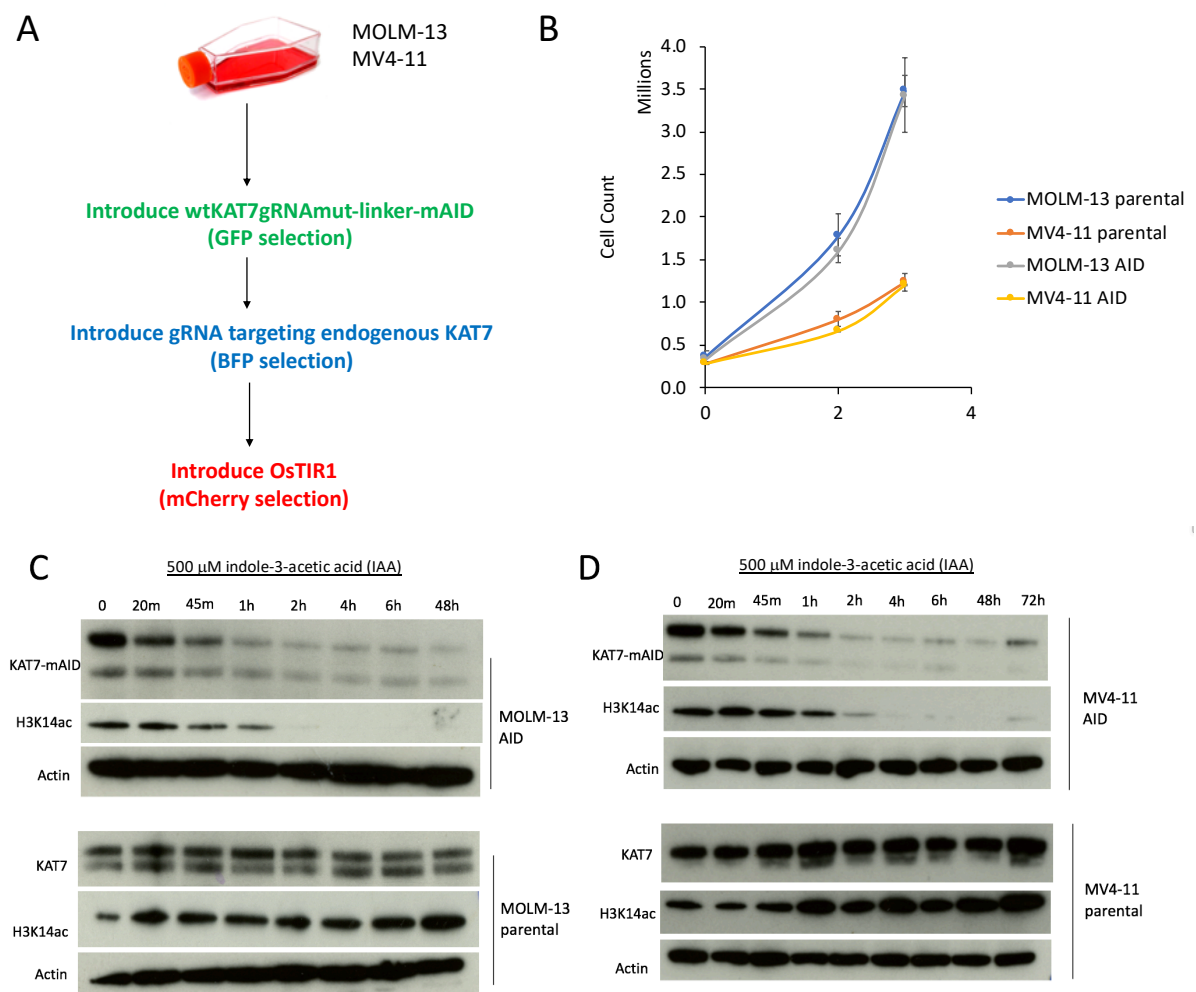 A
MOLM-13
MV4-11
Introduce wtKAT7gRNAmut-linker-mAID
(GFP selection)
Introduce gRNA targeting endogenous KAT7
(BFP selection)
Introduce OsTIR1
(mCherry selection)
B
Millions
Cell Count
4.0
3.5
3.0
2.5
2.0
1.5
1.0
0.5
0.0
0 2 4
MOLM-13 parental
MV4-11 parental
MOLM-13 AID
MV4-11 AID
C
500 μM indole-3-acetic acid (IAA)
0 20m 45m 1h 2h 4h 6h 48h
KAT7-mAID
H3K14ac
Actin
MOLM-13
AID
KAT7
H3K14ac
Actin
MOLM-13
parental
D
500 μM indole-3-acetic acid (IAA)
0 20m 45m 1h 2h 4h 6h 48h 72h
KAT7-mAID
H3K14ac
Actin
MV4-11
AID
KAT7
H3K14ac
Actin
MV4-11
parental